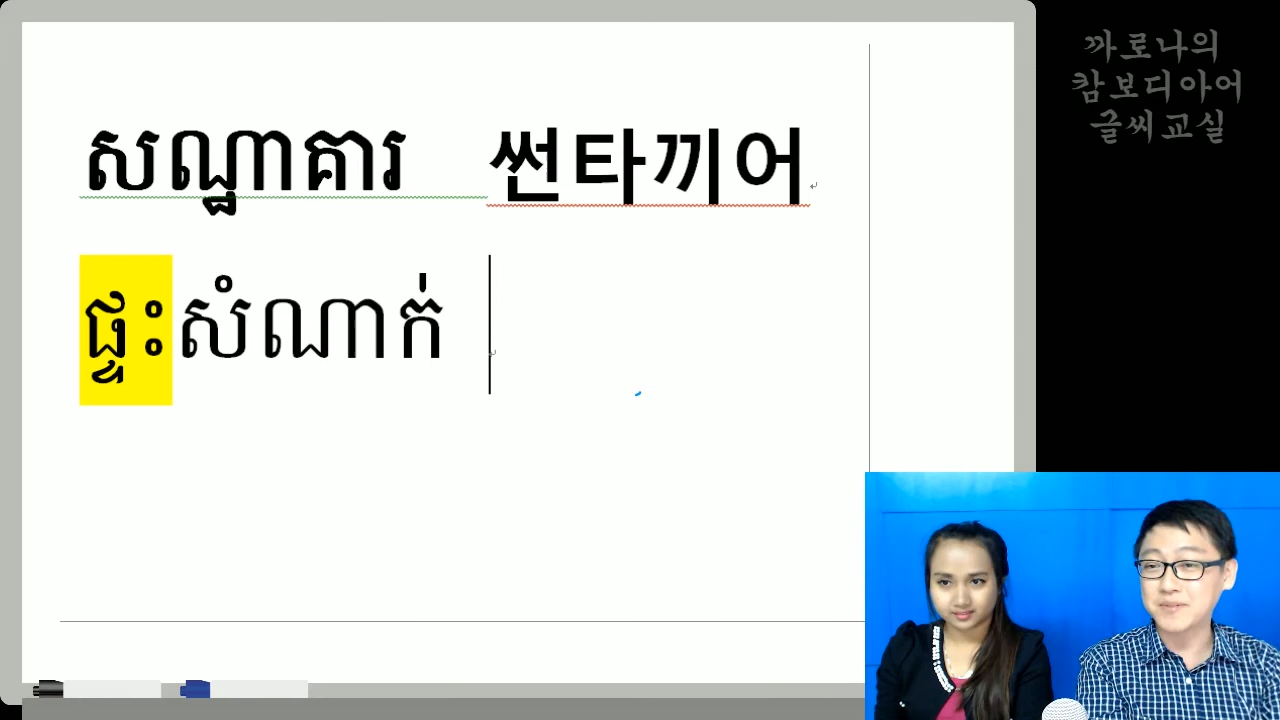 សណ្ឋាគារ 썬타끼어
ផ្ទះសំណាក់
까로나의
캄보디아어
글씨교실